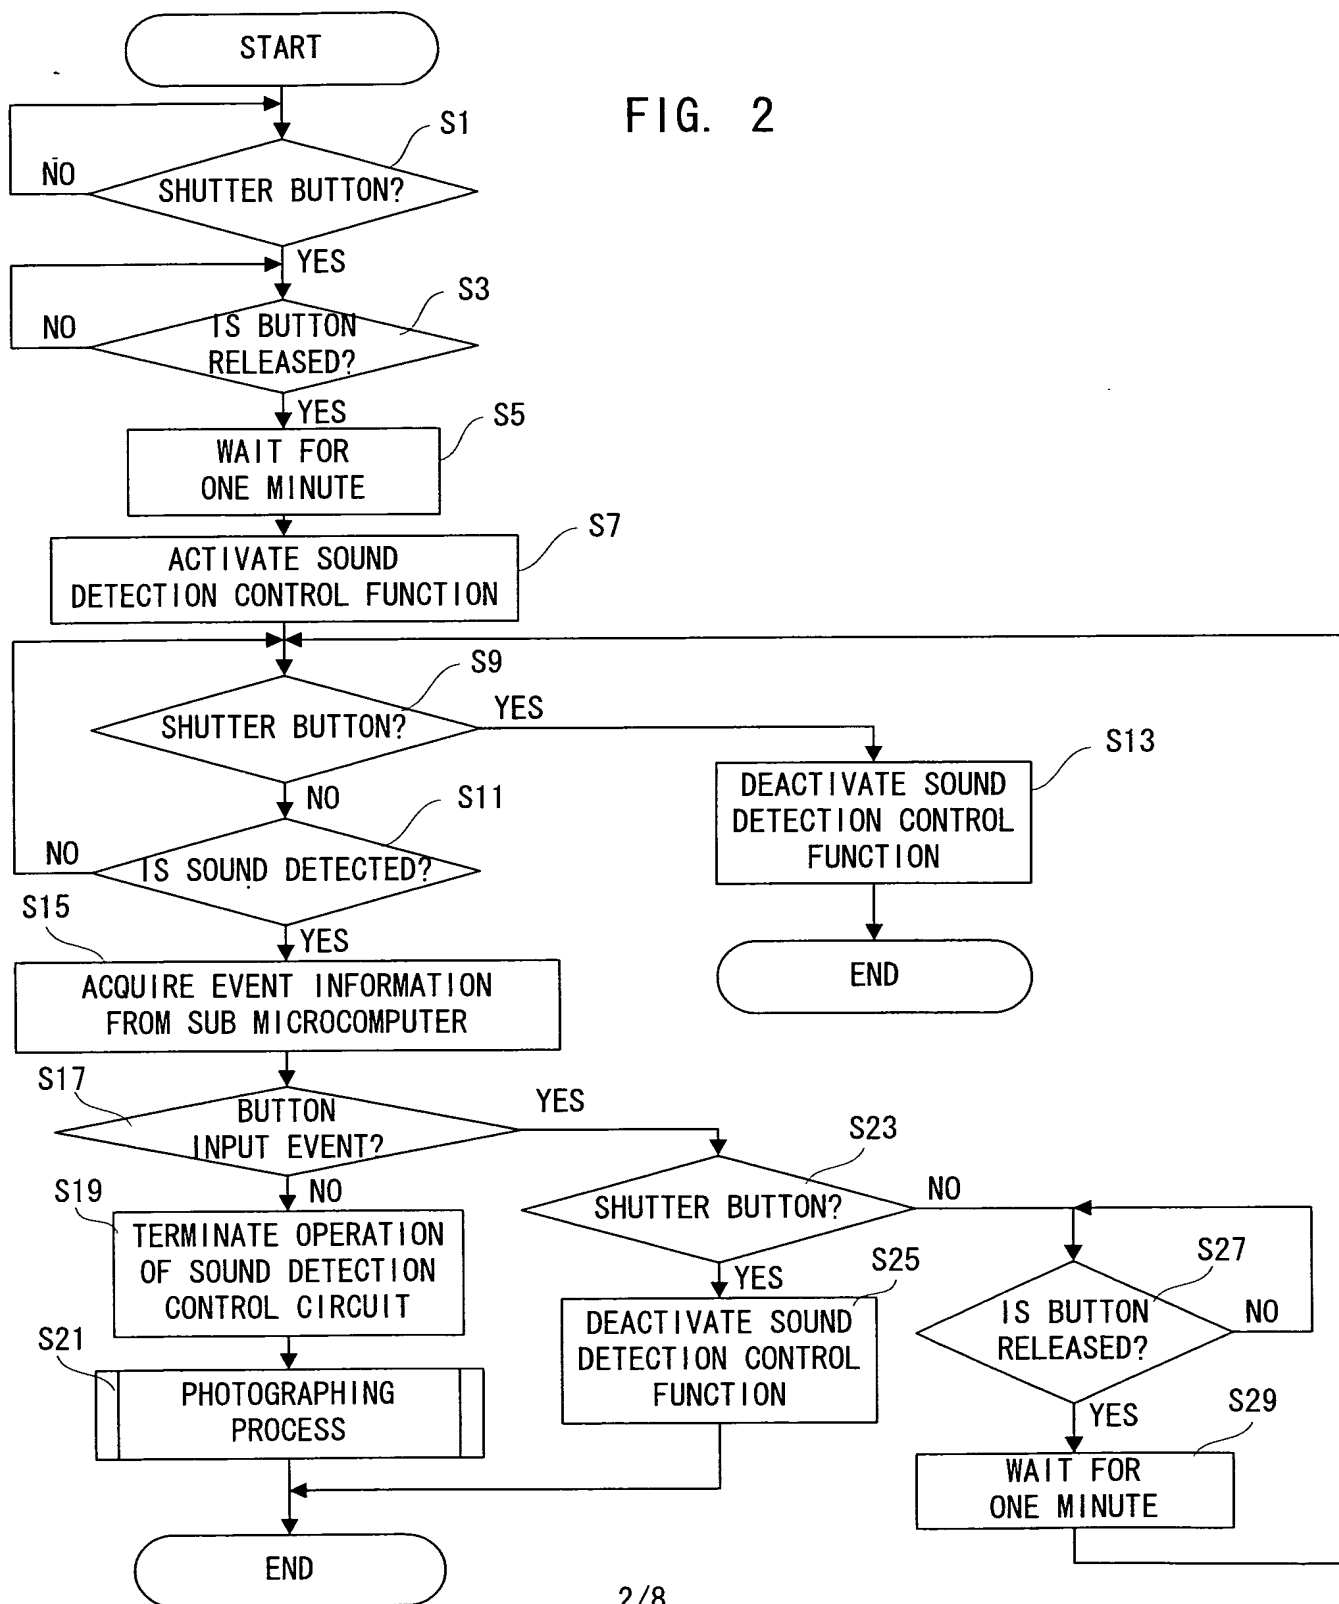 START
FIG. 2
S1
NO
SHUTTER BUTTON?
YES
S3
NO
IS BUTTON
RELEASED?
YES
S5
WAIT FOR
ONE MINUTE
S7
ACTIVATE SOUND
DETECTION CONTROL FUNCTION
S9
SHUTTER BUTTON?
YES
S13
DEACTIVATE SOUND
DETECTION CONTROL
FUNCTION
NO
S11
NO
IS SOUND DETECTED?
S15
YES
END
ACQUIRE EVENT INFORMATION
FROM SUB MICROCOMPUTER
S17
BUTTON
INPUT EVENT?
YES
S23
S19
NO
SHUTTER BUTTON?
NO
TERMINATE OPERATION
OF SOUND DETECTION
CONTROL CIRCUIT
YES
S25
S27
IS BUTTON
RELEASED?
NO
DEACTIVATE SOUND
DETECTION CONTROL
FUNCTION
S21
PHOTOGRAPHING
PROCESS
YES
S29
WAIT FOR
ONE MINUTE
END
2/8